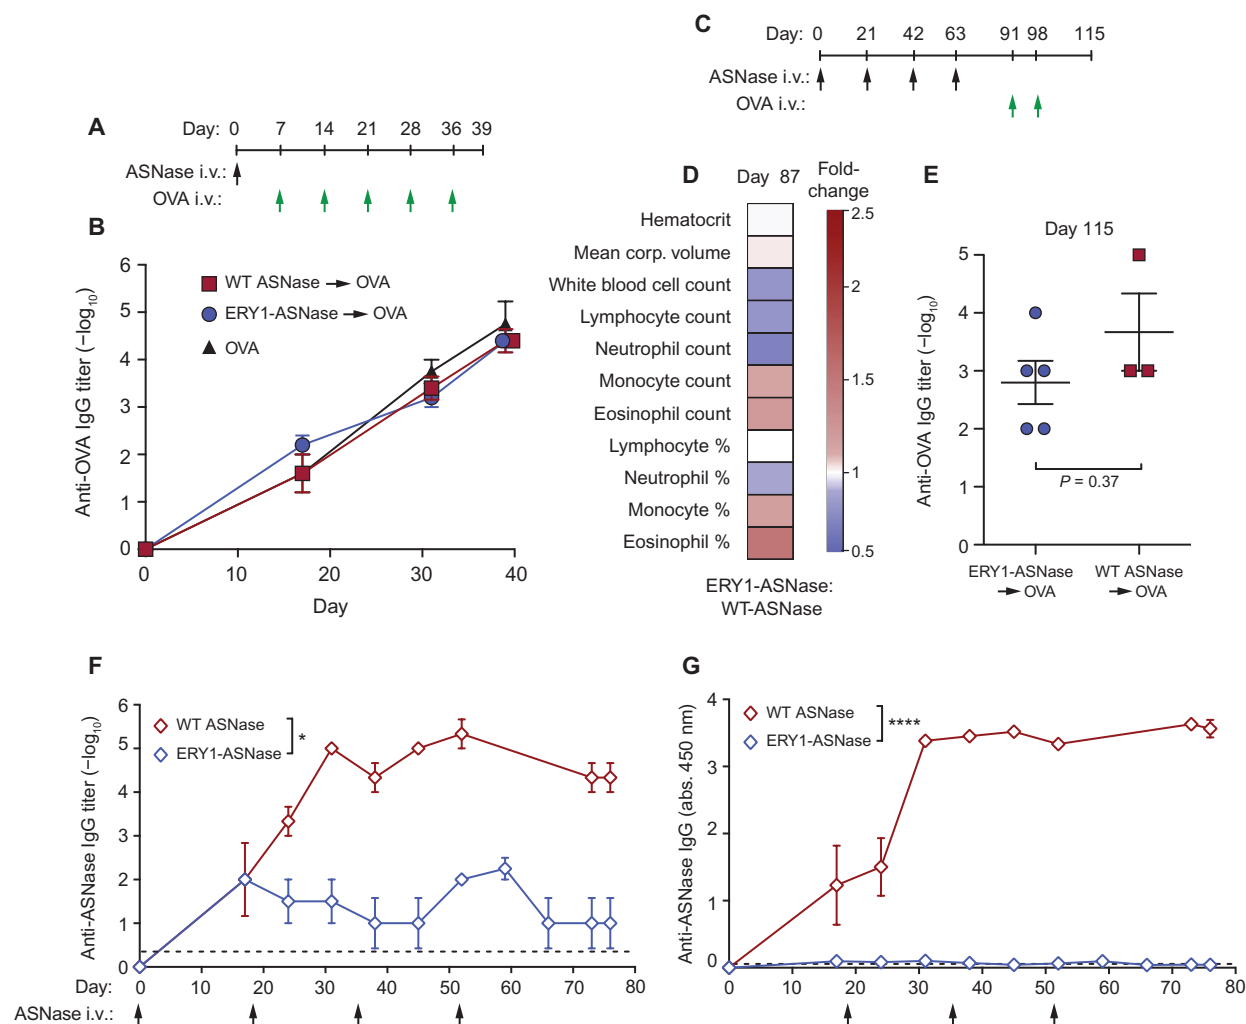 A
Day: 0 7 14 21 28 36 39
ASNase i.v.:
OVA i.v.:
B
6
5
4
3
2
1
0
Anti-OVA IgG titer (−log10)
WT ASNase → OVA
ERY1-ASNase → OVA
OVA
0 10 20 30 40
Day
C
Day: 0 21 42 63 91 98 115
ASNase i.v.:
OVA i.v.:
D
Day 87
Fold-
change
Hematocrit
Mean corp. volume
White blood cell count
Lymphocyte count
Neutrophil count
Monocyte count
Eosinophil count
Lymphocyte %
Neutrophil %
Monocyte %
Eosinophil %
2.5
2
1.5
1
0.5
ERY1-ASNase:
WT-ASNase
E
Day 115
5
4
3
2
1
0
Anti-OVA IgG titer (−log10)
P = 0.37
ERY1-ASNase
→ OVA
WT ASNase
→ OVA
F
6
5
4
3
2
1
0
Anti-ASNase IgG titer (−log10)
WT ASNase
ERY1-ASNase
*
Day: 0 10 20 30 40 50 60 70 80
ASNase i.v.:
G
4
3
2
1
0
Anti-ASNase IgG (abs. 450 nm)
WT ASNase
ERY1-ASNase
****
0 10 20 30 40 50 60 70 80